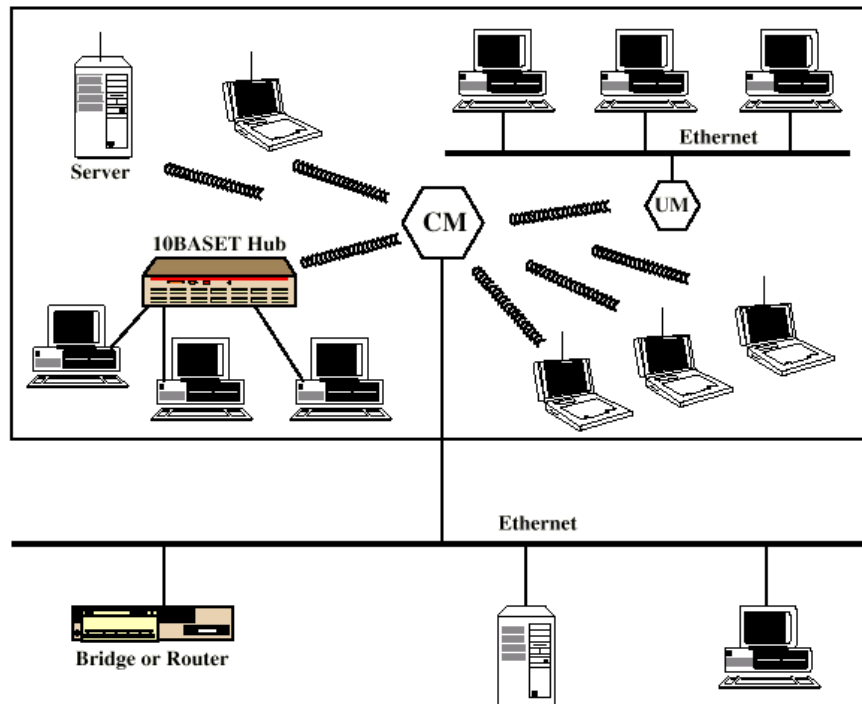 Ethernet
Server
CM
UM
10BASET Hub
Ethernet
Bridge or Router